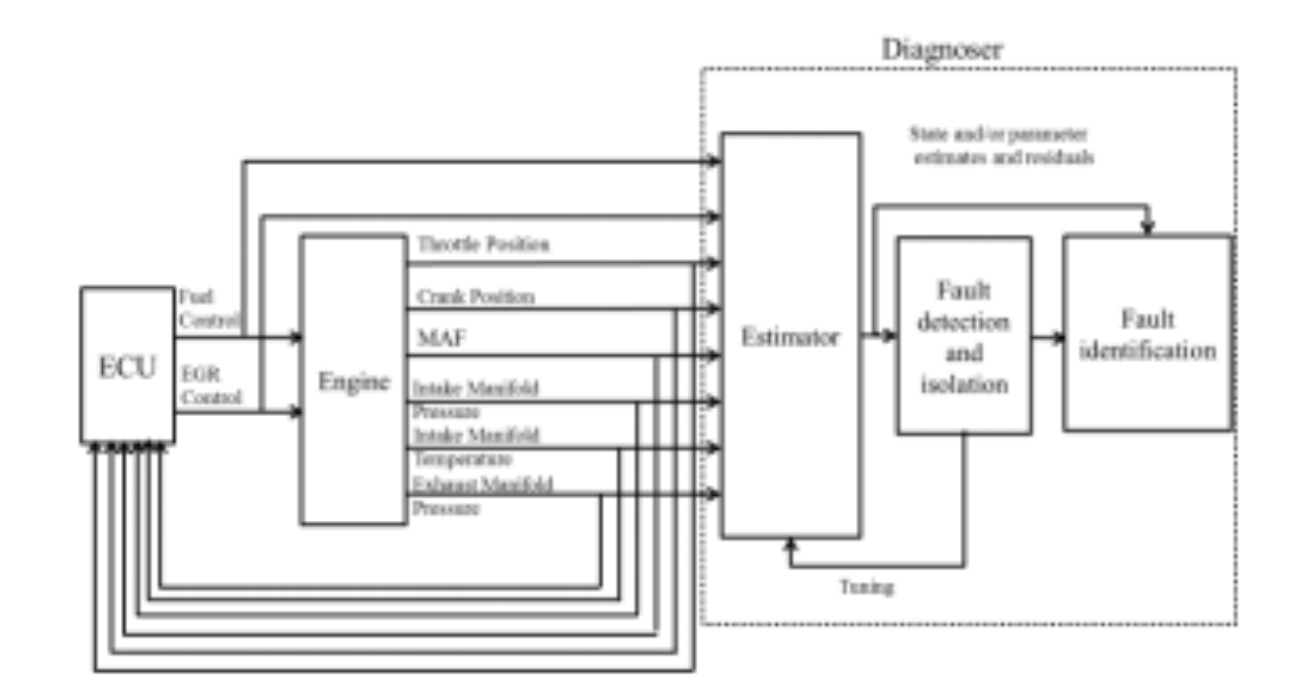 Diagnoser
State and/or parameter
estimates and residuals
Throttle Position
Fuel
Control
Crank Position
Fault
detection
and
isolation
Fault
identification
Estimator
MAF
ECU
EGR
Control
Engine
Intake Manifold
Pressure
Intake Manifold
Temperature
Exhaust Manifold
Pressure
Tuning